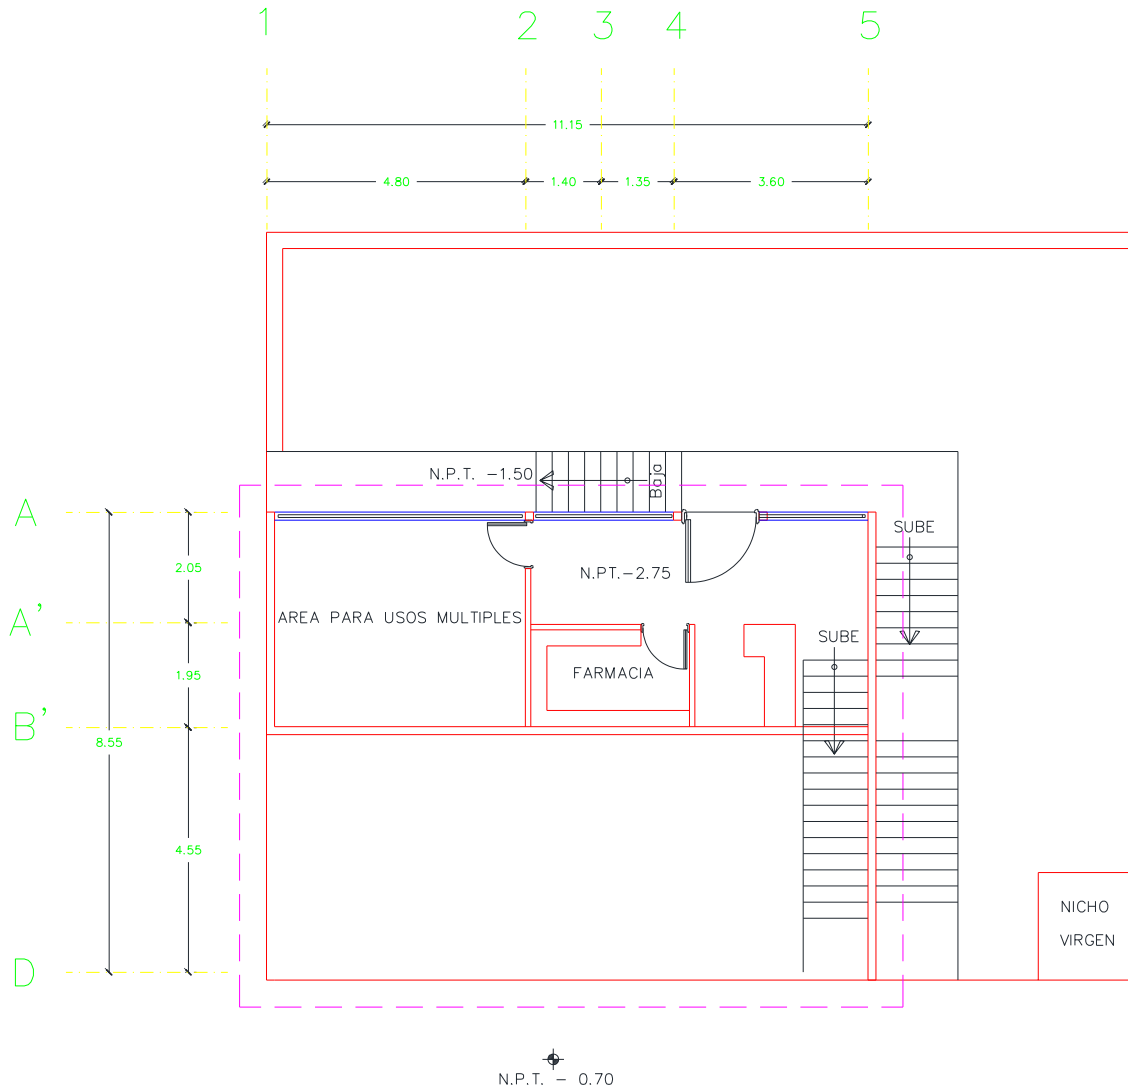 1 2 3 4 5
11.15
4.80 1.40 1.35 3.60
N.P.T. -1.50
Baja
A
SUBE
2.05
N.PT.-2.75
A'
AREA PARA USOS MULTIPLES
SUBE
1.95
FARMACIA
B'
8.55
4.55
NICHO
VIRGEN
D
N.P.T. - 0.70